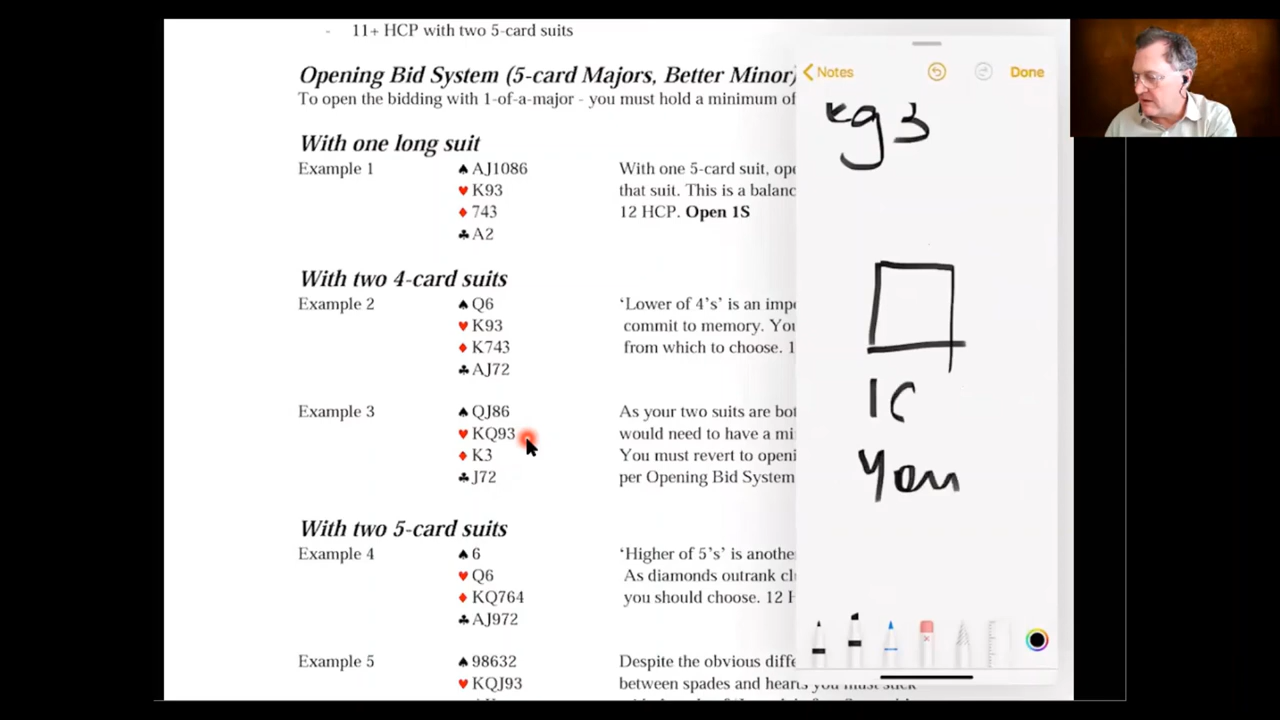 - 11+ HCP with two 5-card suits
Opening Bid System (5-card Majors, Better Minor)
To open the bidding with 1-of-a-major - you must hold a minimum of
With one long suit
Example 1
♠ AJ1086
♥ K93
♦ 743
♣ A2
With one 5-card suit, ope
that suit. This is a balanc
12 HCP. Open 1S
With two 4-card suits
Example 2
♠ Q6
♥ K93
♦ K743
♣ AJ72
'Lower of 4's' is an impo
commit to memory. You
from which to choose. 1
Example 3
♠ QJ86
♥ KQ93
♦ K3
♣ J72
As your two suits are bot
would need to have a mi
You must revert to openi
per Opening Bid System
With two 5-card suits
Example 4
♠ 6
♥ Q6
♦ KQ764
♣ AJ972
'Higher of 5's' is anothe
As diamonds outrank cl
you should choose. 12 H
Example 5
♠ 98632
♥ KQJ93
Despite the obvious diffe
between spades and hearts you must stick
Notes
Done
1C
You